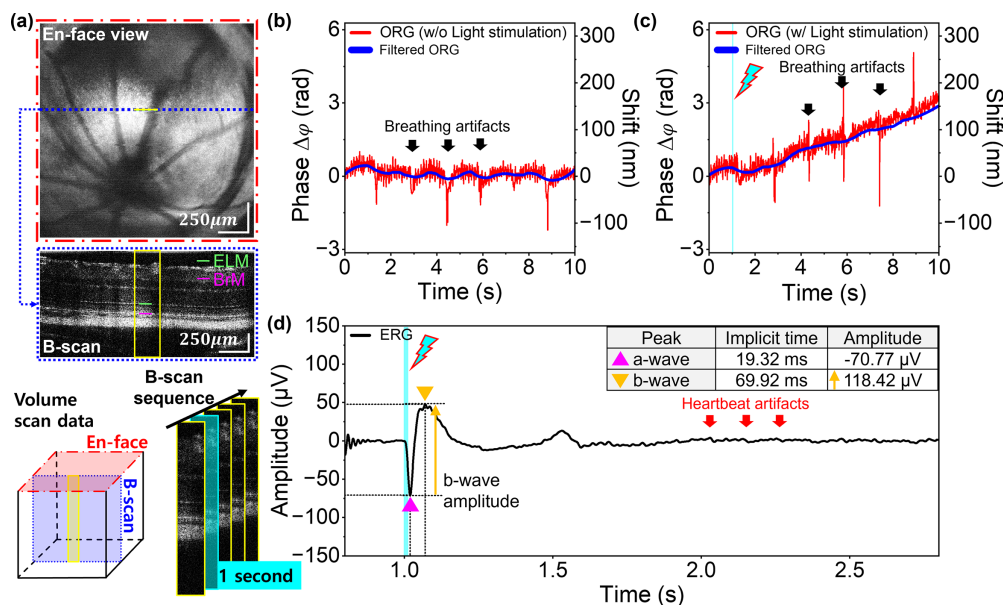 (a)
En-face view
250μm
ELM
BrM
B-scan
250μm
Volume
scan data
En-face
B-scan
B-scan
sequence
1 second
(b)
ORG (w/o Light stimulation)
Filtered ORG
Breathing artifacts
Phase Δφ (rad)
6
3
0
−3
0 2 4 6 8 10
Time (s)
300
200
100
0
−100
Shift (nm)
(c)
ORG (w/ Light stimulation)
Filtered ORG
Breathing artifacts
Phase Δφ (rad)
6
3
0
−3
0 2 4 6 8 10
Time (s)
300
200
100
0
−100
Shift (nm)
(d)
ERG
Amplitude (μV)
150
100
50
0
−50
−100
−150
1.0 1.5 2.0 2.5
Time (s)
b-wave
amplitude
Heartbeat artifacts
Peak Implicit time Amplitude
a-wave 19.32 ms -70.77 μV
b-wave 69.92 ms 118.42 μV